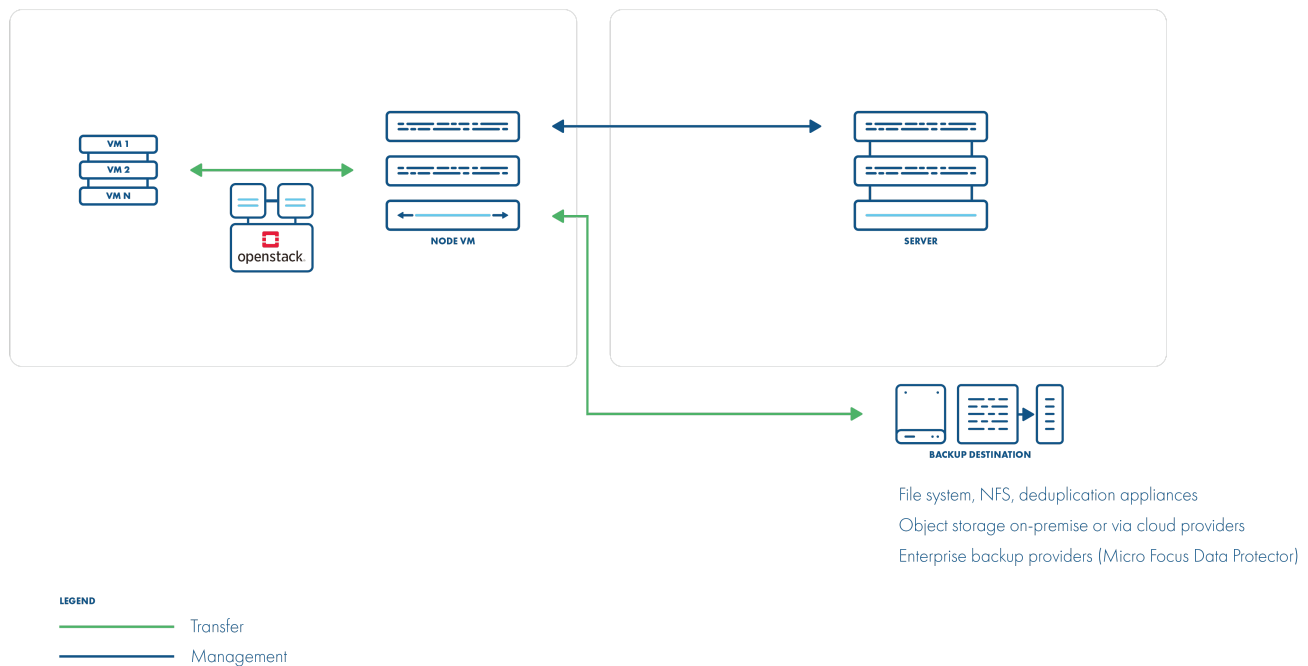 VM 1
VM 2
VM N
openstack.
NODE VM
SERVER
BACKUP DESTINATION
File system, NFS, deduplication appliances
Object storage on-premise or via cloud providers
Enterprise backup providers (Micro Focus Data Protector)
LEGEND
Transfer
Management